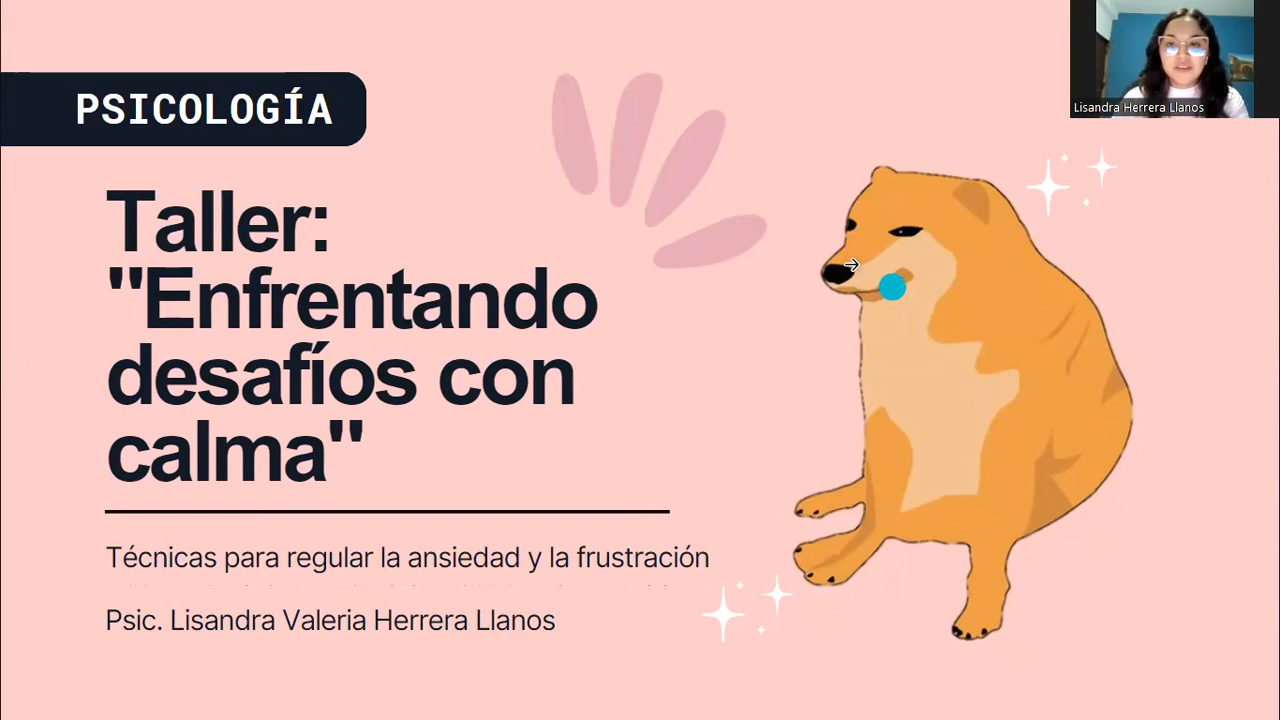 PSICOLOGÍA
Lisandra Herrera Llanos
Taller:
"Enfrentando
desafíos con
calma"
Técnicas para regular la ansiedad y la frustración
Psic. Lisandra Valeria Herrera Llanos